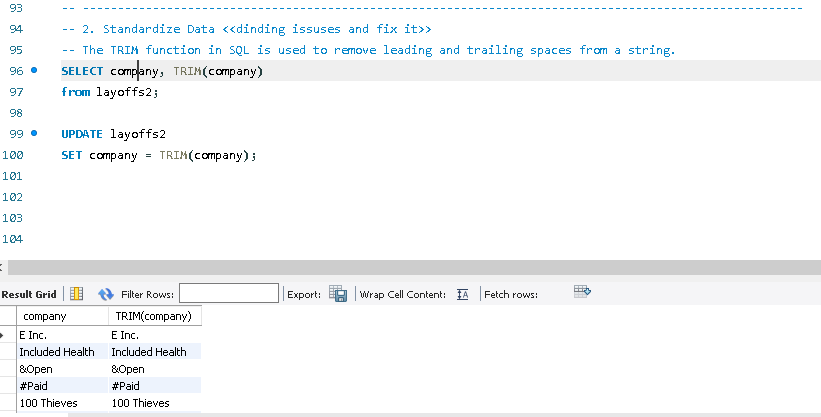 93 -- ---------------------------------------------------------------------------------------
94 -- 2. Standardize Data <<dinding issuses and fix it>>
95 -- The TRIM function in SQL is used to remove leading and trailing spaces from a string.
96 SELECT company, TRIM(company)
97 from layoffs2;
98
99 UPDATE layoffs2
100 SET company = TRIM(company);
101
102
103
104
Result Grid Filter Rows: Export: Wrap Cell Content: Fetch rows:
company TRIM(company)
E Inc. E Inc.
Included Health Included Health
&Open &Open
#Paid #Paid
100 Thieves 100 Thieves